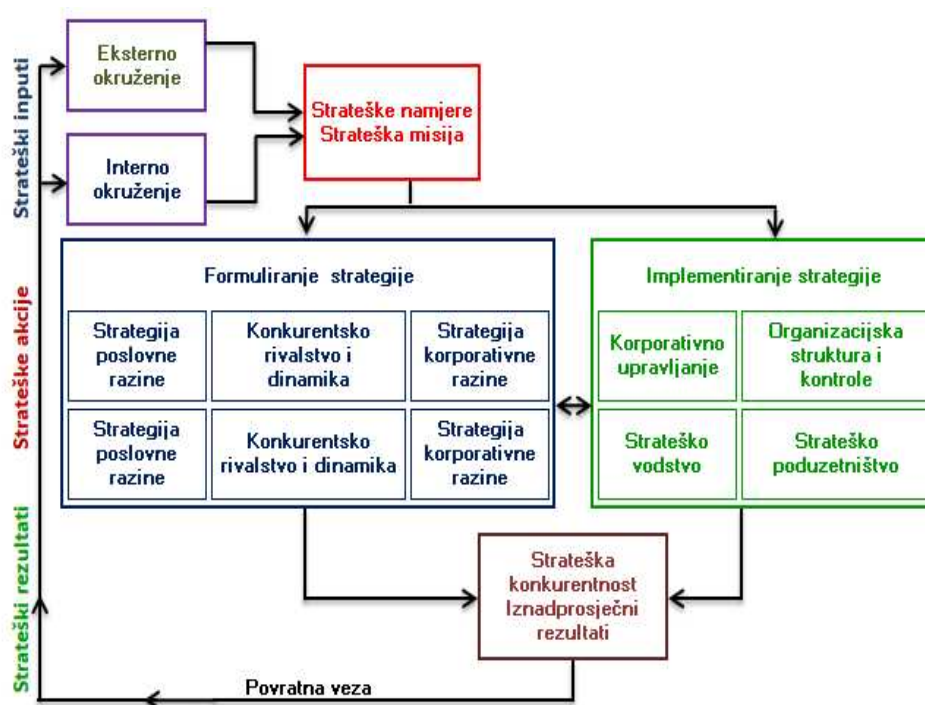 Strateški inputi
Eksterno
okruženje
Interno
okruženje
Strateške namjere
Strateška misija
Strateške akcije
Formuliranje strategije
Strategija
poslovne
razine
Konkurentsko
rivalstvo i
dinamika
Strategija
korporativne
razine
Strategija
poslovne
razine
Konkurentsko
rivalstvo i dinamika
Strategija
korporativne
razine
Implementiranje strategije
Korporativno
upravljanje
Organizacijska
struktura i
kontrole
Strateško
vodstvo
Strateško
poduzetništvo
Strateški rezultati
Strateška
konkurentnost
Iznadprosječni
rezultati
Povratna veza